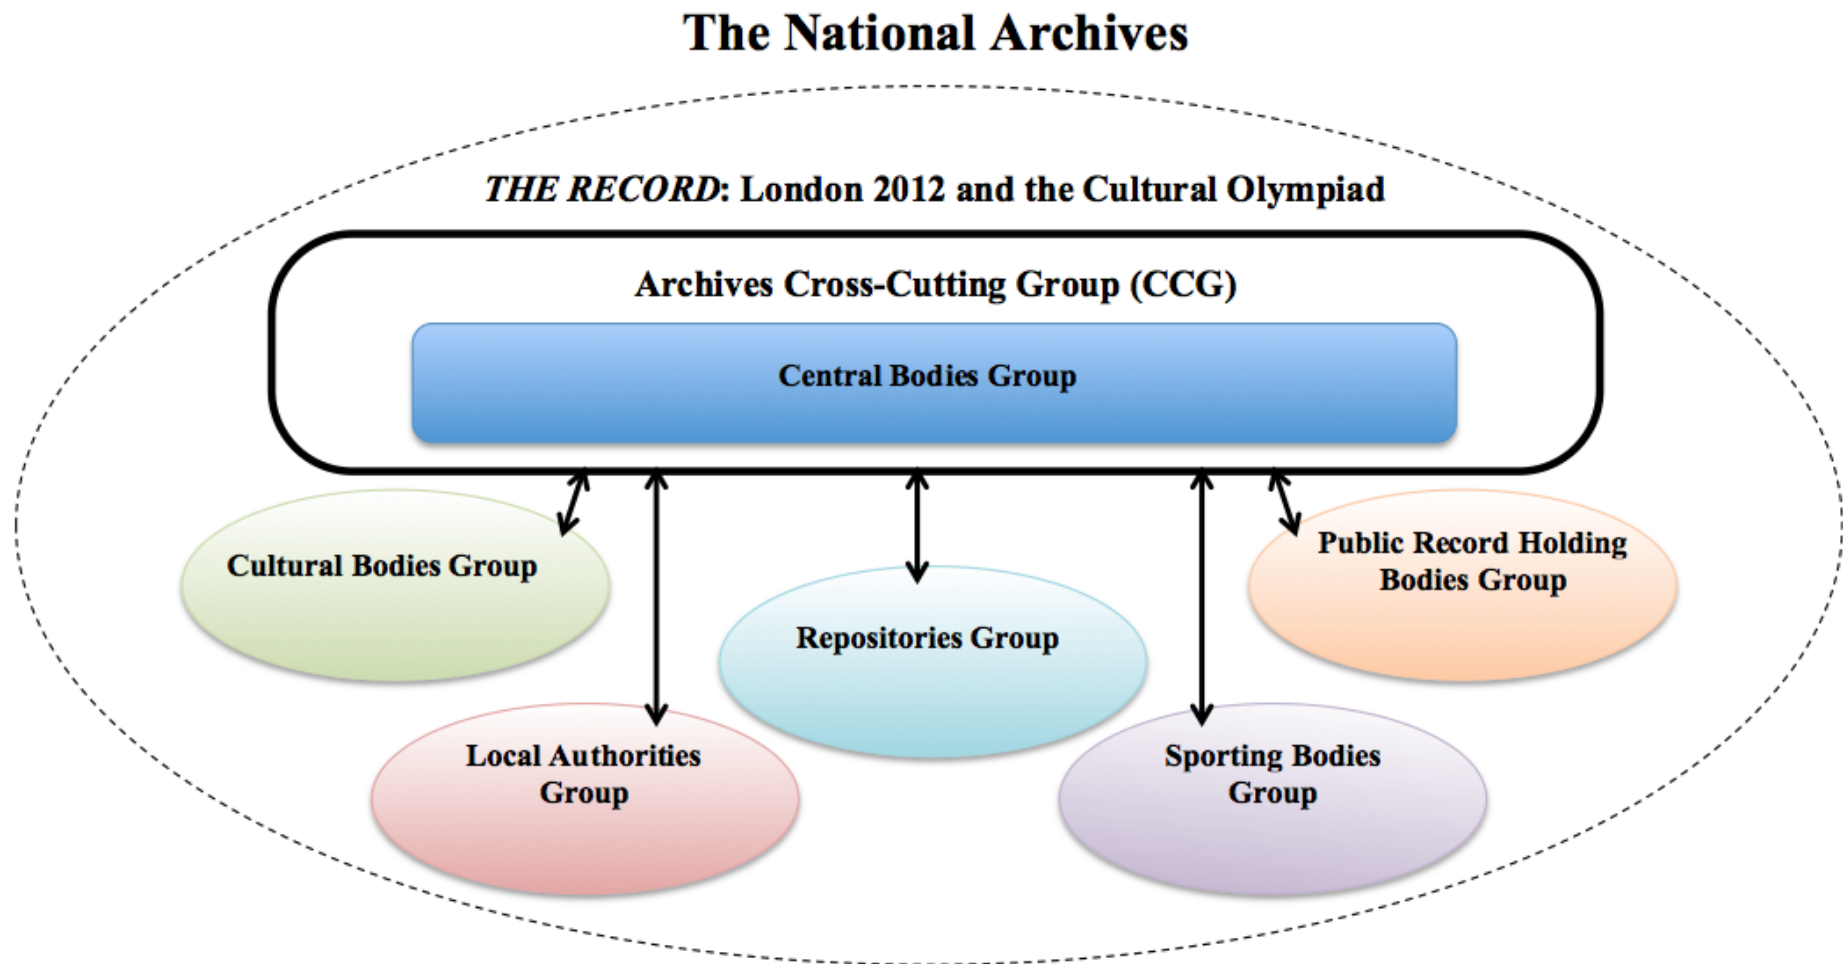 The National Archives
THE RECORD: London 2012 and the Cultural Olympiad
Archives Cross-Cutting Group (CCG)
Central Bodies Group
Cultural Bodies Group
Public Record Holding
Bodies Group
Repositories Group
Local Authorities
Group
Sporting Bodies
Group